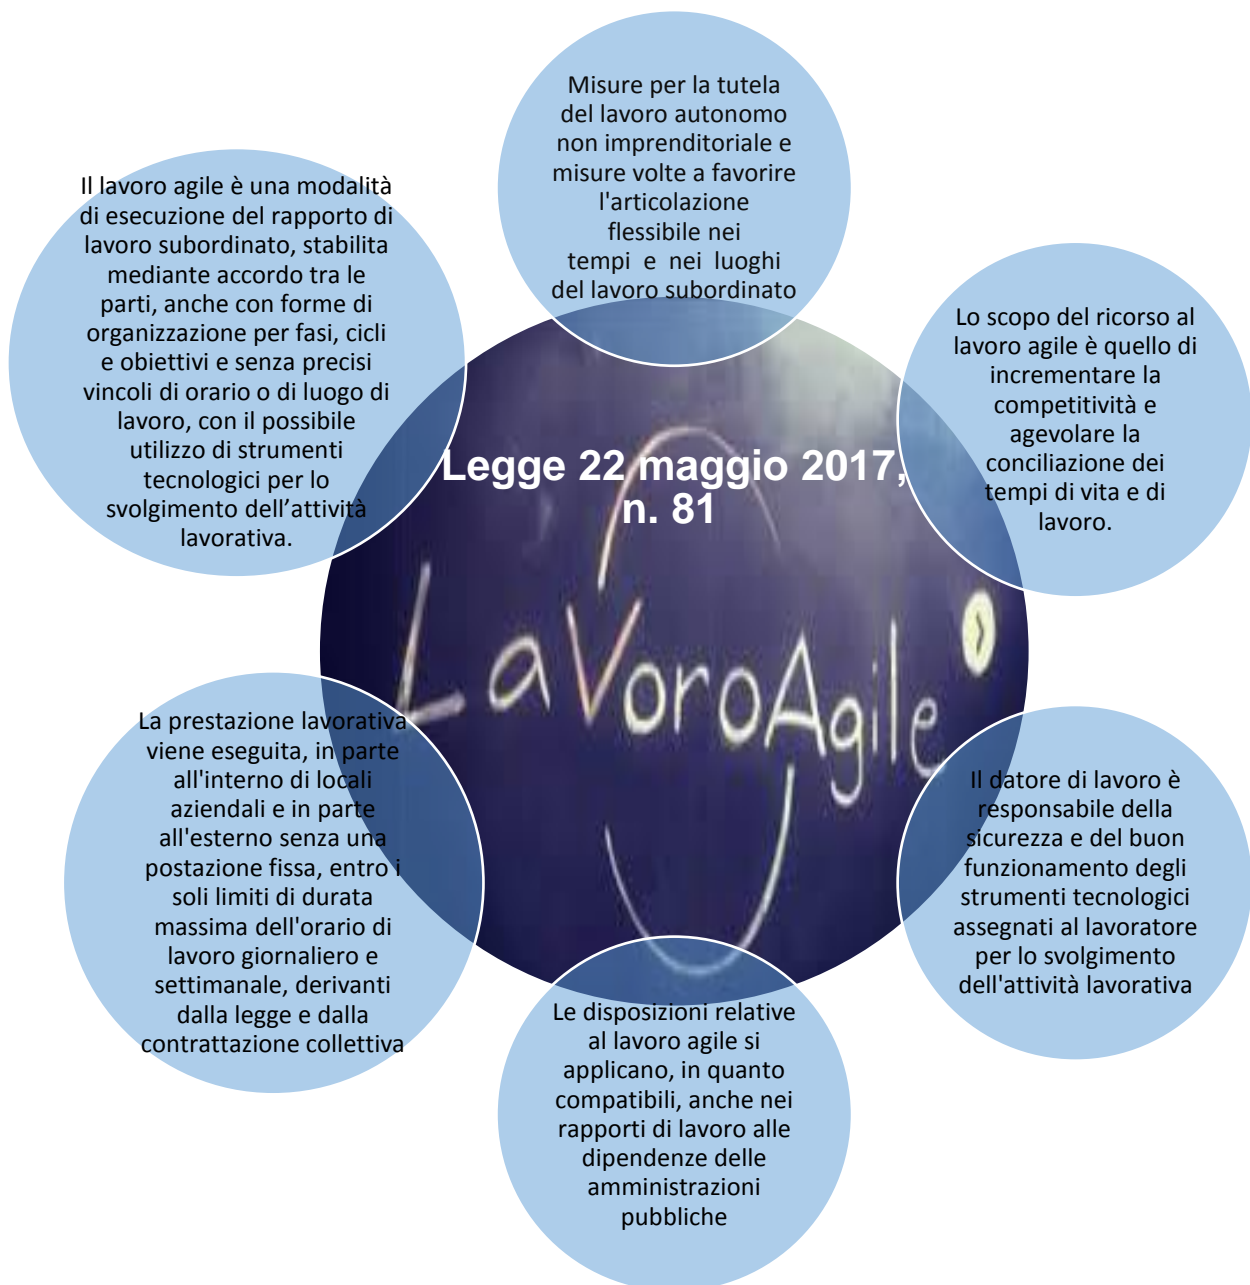 Misure per la tutela
del lavoro autonomo
non imprenditoriale e
misure volte a favorire
l'articolazione
flessibile nei
tempi e nei luoghi
del lavoro subordinato
Il lavoro agile è una modalità
di esecuzione del rapporto di
lavoro subordinato, stabilita
mediante accordo tra le
parti, anche con forme di
organizzazione per fasi, cicli
e obiettivi e senza precisi
vincoli di orario o di luogo di
lavoro, con il possibile
utilizzo di strumenti
tecnologici per lo
svolgimento dell’attività
lavorativa.
Lo scopo del ricorso al
lavoro agile è quello di
incrementare la
competitività e
agevolare la
conciliazione dei
tempi di vita e di
lavoro.
Legge 22 maggio 2017,
n. 81
LaVoroAgile
La prestazione lavorativa
viene eseguita, in parte
all'interno di locali
aziendali e in parte
all'esterno senza una
postazione fissa, entro i
soli limiti di durata
massima dell'orario di
lavoro giornaliero e
settimanale, derivanti
dalla legge e dalla
contrattazione collettiva
Il datore di lavoro è
responsabile della
sicurezza e del buon
funzionamento degli
strumenti tecnologici
assegnati al lavoratore
per lo svolgimento
dell'attività lavorativa
Le disposizioni relative
al lavoro agile si
applicano, in quanto
compatibili, anche nei
rapporti di lavoro alle
dipendenze delle
amministrazioni
pubbliche